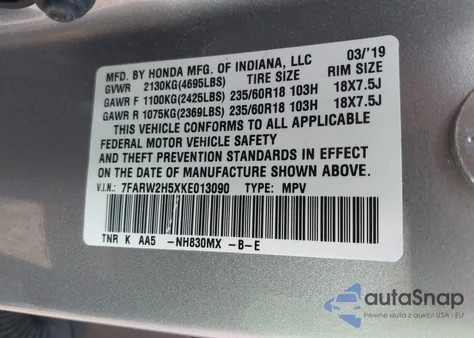 MFD. BY HONDA MFG. OF INDIANA, LLC 03/'19
GVWR 2130KG(4695LBS) TIRE SIZE RIM SIZE
GAWR F 1100KG(2425LBS) 235/60R18 103H 18X7.5J
GAWR R 1075KG(2369LBS) 235/60R18 103H 18X7.5J
THIS VEHICLE CONFORMS TO ALL APPLICABLE
FEDERAL MOTOR VEHICLE SAFETY
AND THEFT PREVENTION STANDARDS IN EFFECT
ON THE DATE OF MANUFACTURE SHOWN ABOVE.
V.I.N.: 7FARW2H5XKE013090 TYPE: MPV
TNR K AA5 -NH830MX -B-E
autoSnap
Pewne auta z aukcji USA i EU